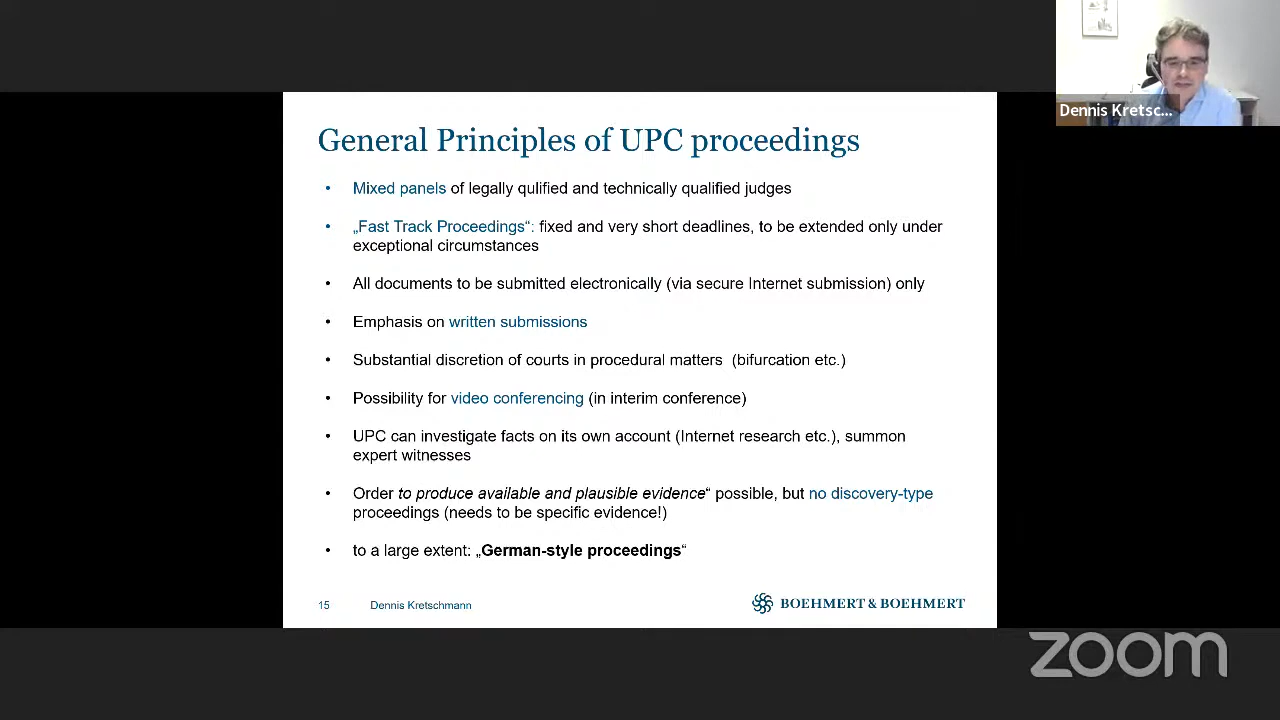 Dennis Kretsc...
General Principles of UPC proceedings
• Mixed panels of legally qulified and technically qualified judges
• „Fast Track Proceedings“: fixed and very short deadlines, to be extended only under
exceptional circumstances
• All documents to be submitted electronically (via secure Internet submission) only
• Emphasis on written submissions
• Substantial discretion of courts in procedural matters (bifurcation etc.)
• Possibility for video conferencing (in interim conference)
• UPC can investigate facts on its own account (Internet research etc.), summon
expert witnesses
• Order to produce available and plausible evidence“ possible, but no discovery-type
proceedings (needs to be specific evidence!)
• to a large extent: „German-style proceedings“
15 Dennis Kretschmann BOEHMERT & BOEHMERT
zoom